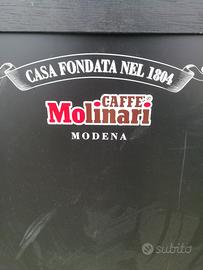 CASA FONDATA NEL 1804
CAFFÈ
Molinari
MODENA
subito